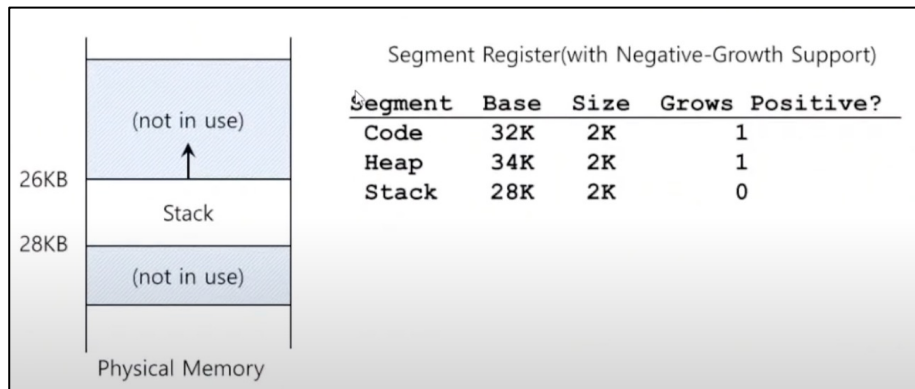 Segment Register(with Negative-Growth Support)
Segment Base Size Grows Positive?
Code 32K 2K 1
Heap 34K 2K 1
Stack 28K 2K 0
(not in use)
26KB
Stack
28KB
(not in use)
Physical Memory